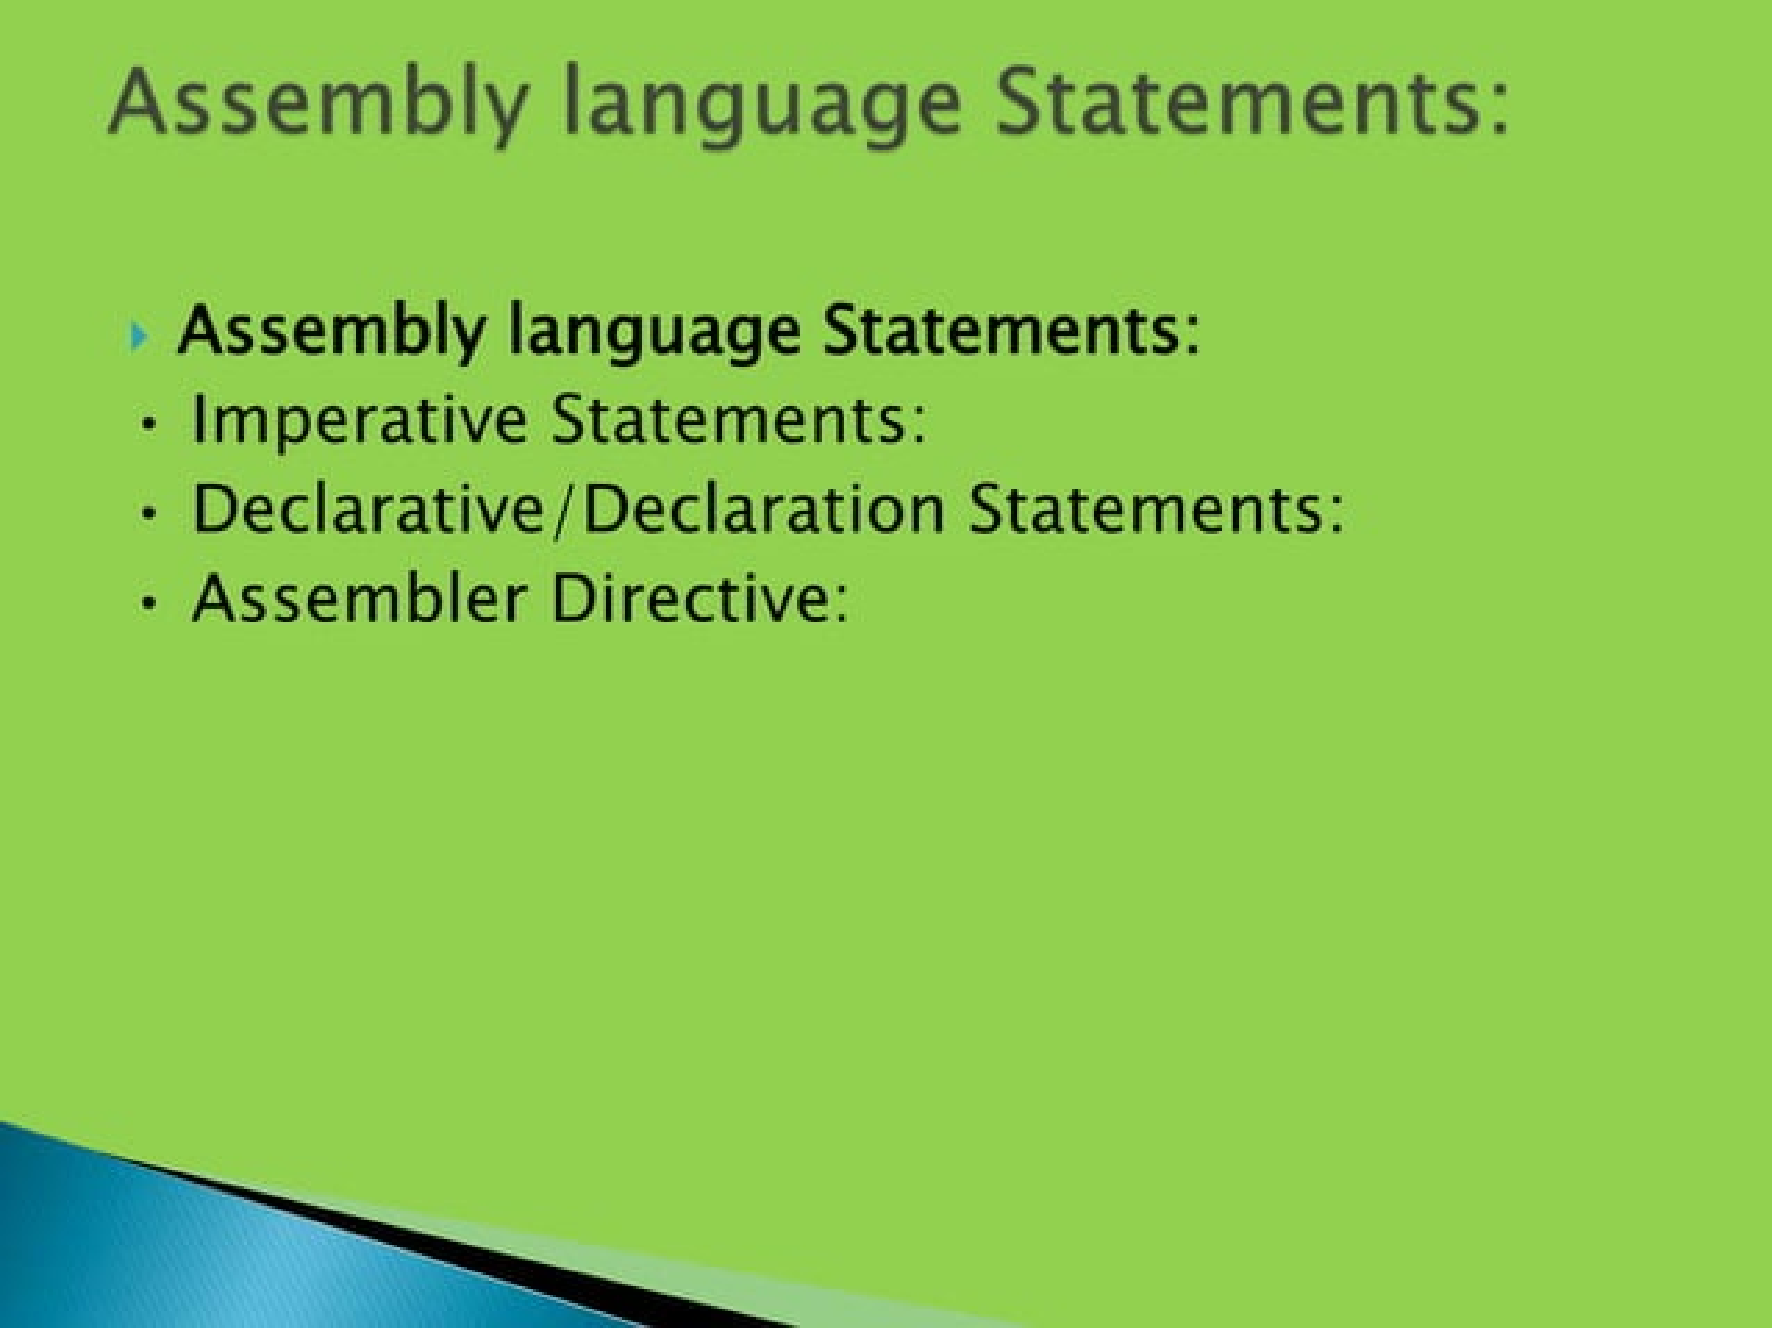 Assembly language Statements:
Assembly language Statements:
• Imperative Statements:
• Declarative/Declaration Statements:
• Assembler Directive: